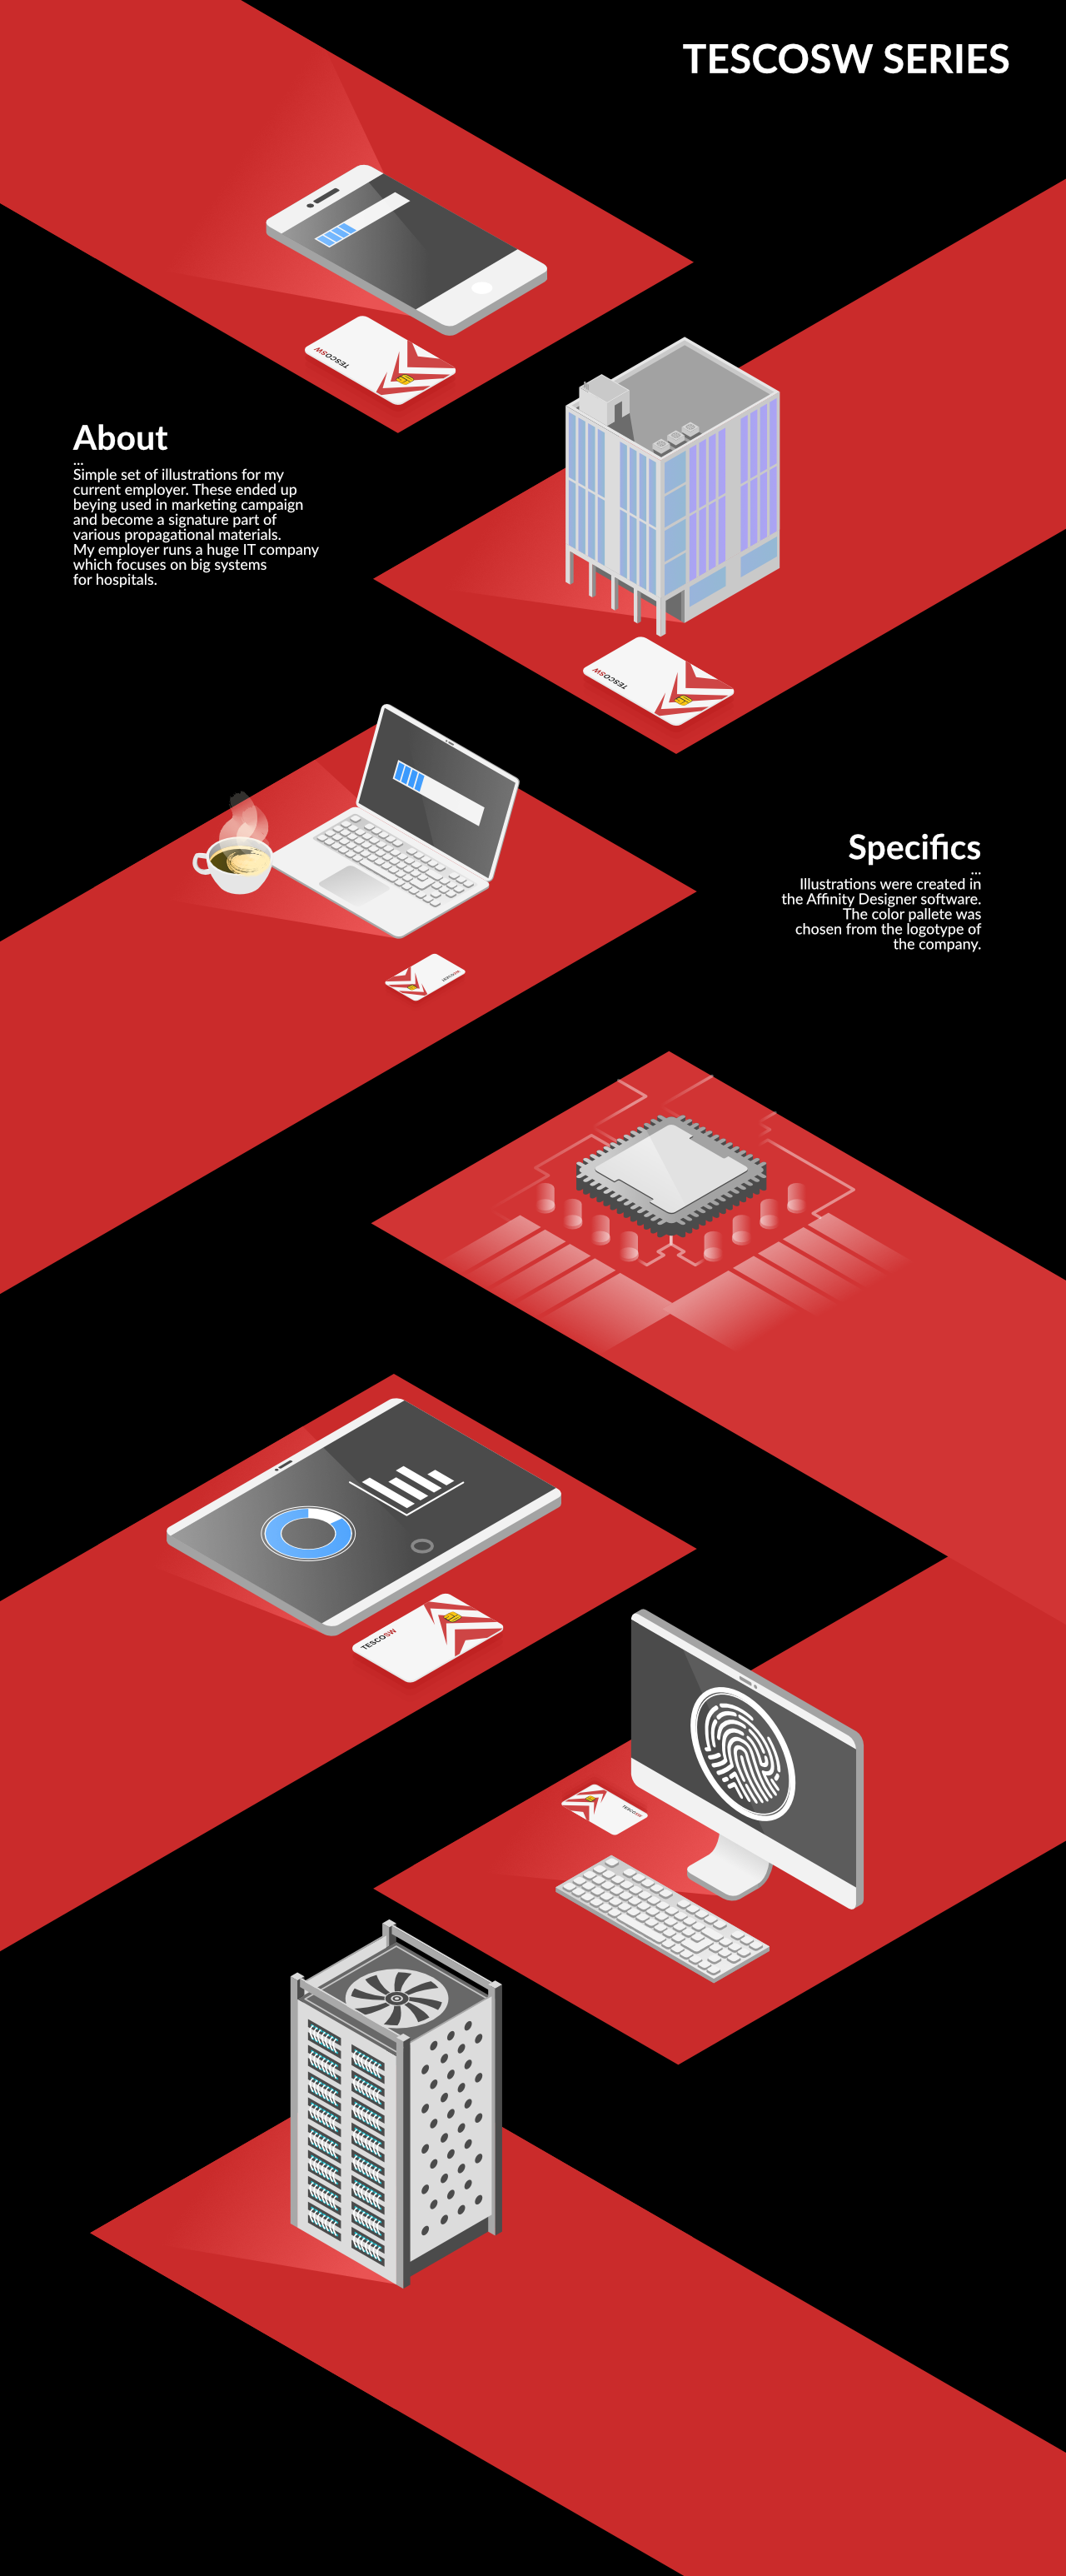 TESCOSW SERIES
TESCOSW
About
...
Simple set of illustrations for my
current employer. These ended up
beying used in marketing campaign
and become a signature part of
various propagational materials.
My employer runs a huge IT company
which focuses on big systems
for hospitals.
TESCOSW
Specifics
...
Illustrations were created in
the Affinity Designer software.
The color pallete was
chosen from the logotype of
the company.
TESCOSW
TESCOSW
TESCOSW